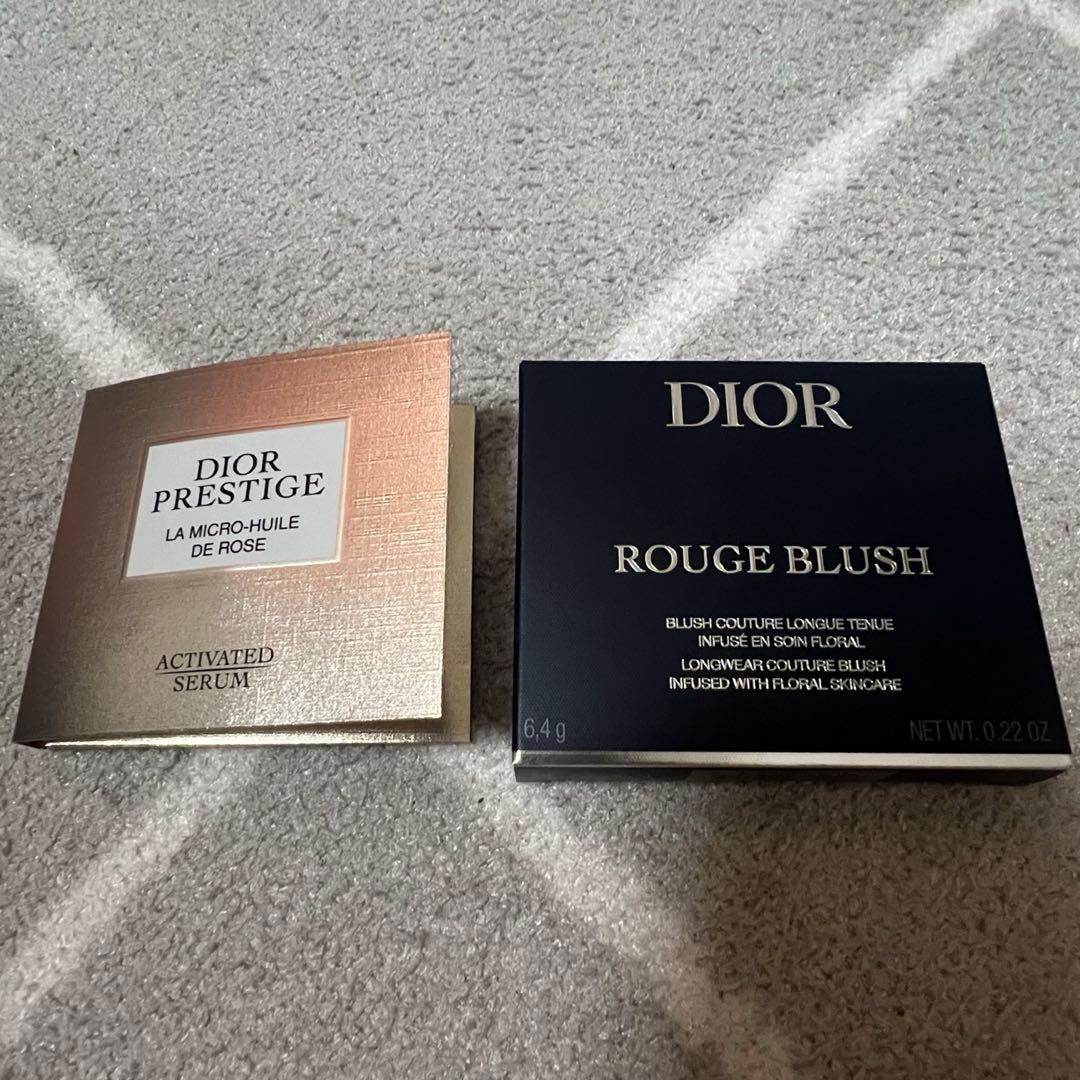 DIOR
PRESTIGE
LA MICRO-HUILE
DE ROSE
ACTIVATED
SERUM
DIOR
ROUGE BLUSH
BLUSH COUTURE LONGUE TENUE
INFUSÉ EN SOIN FLORAL
LONGWEAR COUTURE BLUSH
INFUSED WITH FLORAL SKINCARE
6,4 g
NET WT. 0.22 OZ